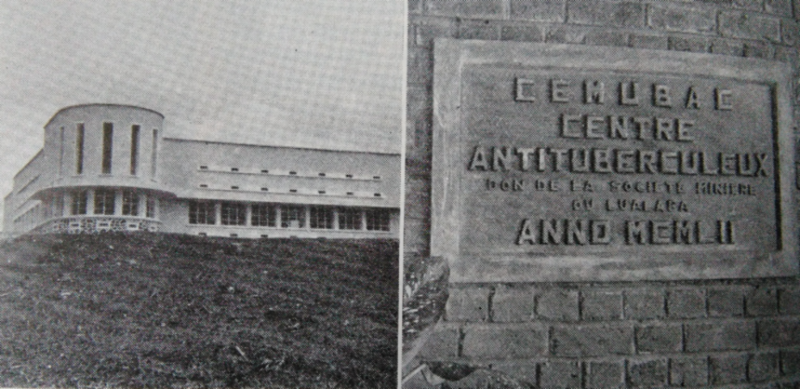 CEMUBAC
CENTRE
ANTITUBERCULEUX
DON DE LA SOCIETE MINIERE
DU LUALABA
ANNO MCMLII